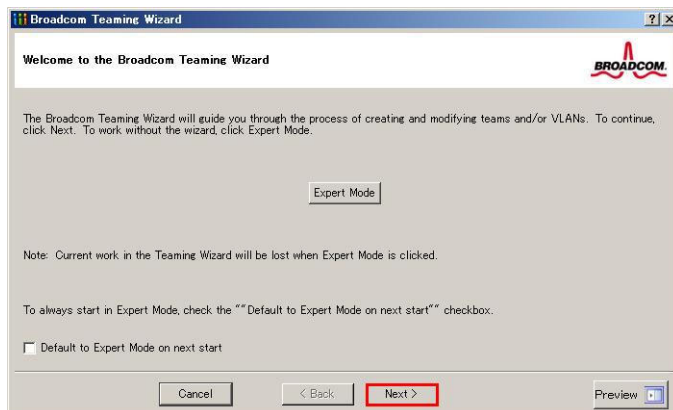 Broadcom Teaming Wizard
Welcome to the Broadcom Teaming Wizard
BROADCOM.
The Broadcom Teaming Wizard will guide you through the process of creating and modifying teams and/or VLANs. To continue,
click Next. To work without the wizard, click Expert Mode.
Expert Mode
Note: Current work in the Teaming Wizard will be lost when Expert Mode is clicked.
To always start in Expert Mode, check the ""Default to Expert Mode on next start"" checkbox.
Default to Expert Mode on next start
Cancel
< Back
Next >
Preview